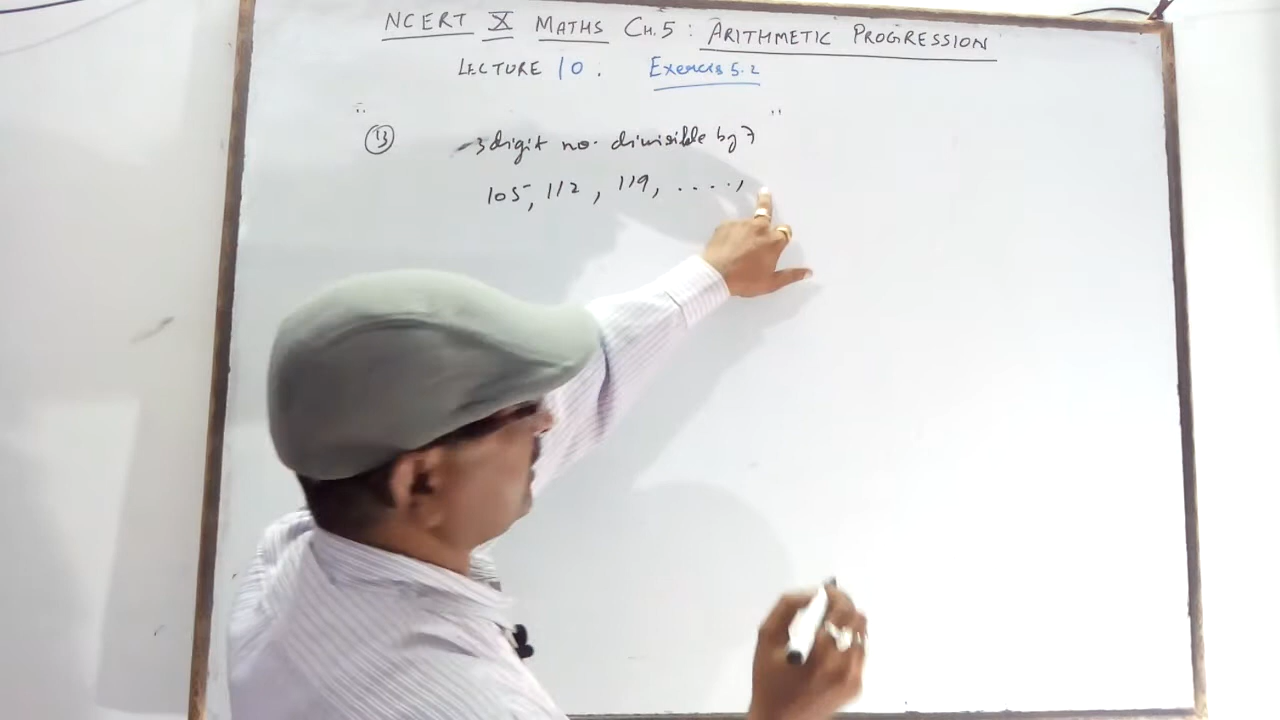 NCERT X MATHS CH.5 : ARITHMETIC PROGRESSION
LECTURE 10 . Exercis 5.2
(13) 3 digit no. divisible by 7
105, 112, 119, ....,